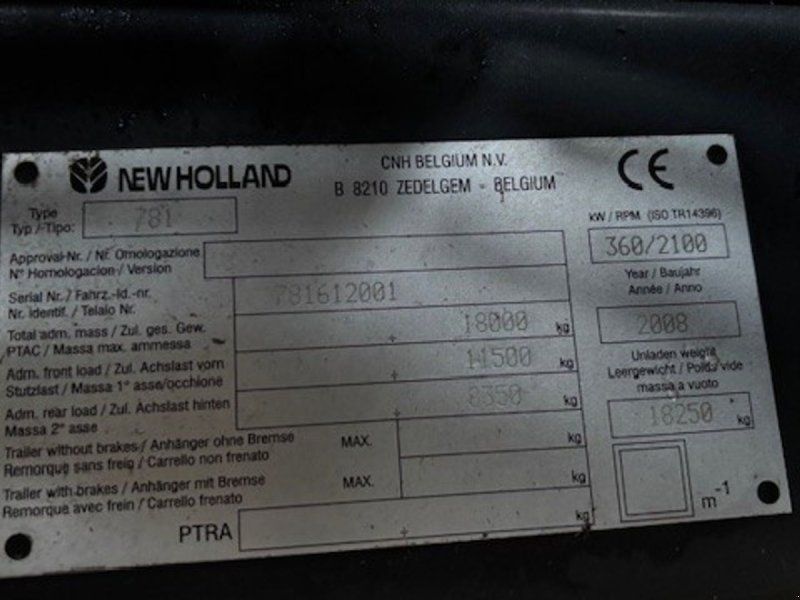 NEW HOLLAND
CNH BELGIUM N.V.
B 8210 ZEDELGEM - BELGIUM
CE
Type
Typ /-Tipo: 781
kW / RPM (ISO TR14396)
360/2100
Approval-Nr. / Nr. Omologazione
N° Homologacion / Version
Year / Baujahr
Année / Anno
2008
Serial Nr. / Fahrz.-Id.-nr.
Nr. identif. / Telaio Nr.
781612001
Total adm. mass / Zul. ges. Gew.
PTAC / Massa max. ammessa
18000 kg
Adm. front load / Zul. Achslast vorn
Stutzlast / Massa 1° asse/occhione
÷ 11500 kg
Unladen weight
Leergewicht / Poids vide
massa a vuoto
18250 kg
Adm. rear load / Zul. Achslast hinten
Massa 2° asse
÷ 8350 kg
Trailer without brakes / Anhänger ohne Bremse
Remorque sans freig / Carrello non frenato
MAX. kg
Trailer with brakes / Anhänger mit Bremse
Remorque avec frein / Carrello frenato
MAX. kg
m-1
PTRA ÷ kg